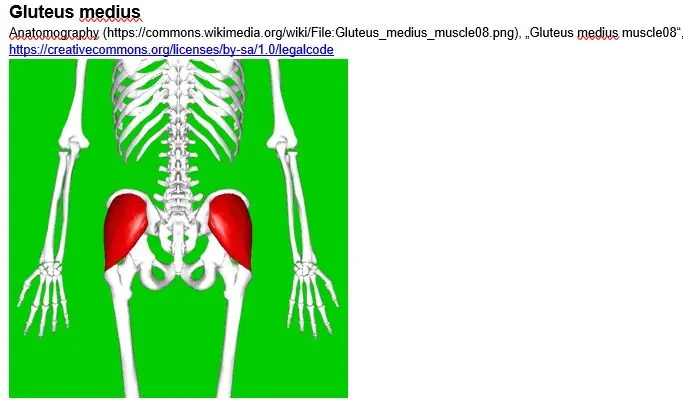 Gluteus medius
Anatomography (https://commons.wikimedia.org/wiki/File:Gluteus_medius_muscle08.png), „Gluteus medius muscle08“,
https://creativecommons.org/licenses/by-sa/1.0/legalcode